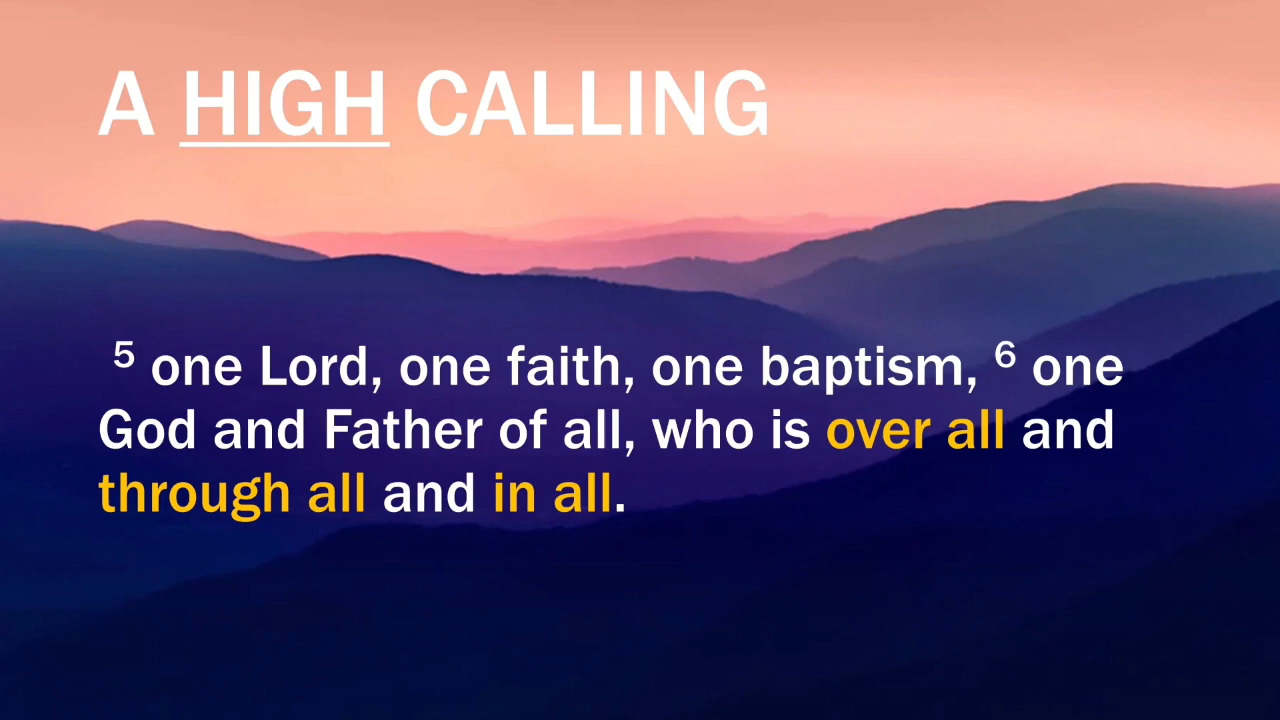 A HIGH CALLING
⁵ one Lord, one faith, one baptism, ⁶ one
God and Father of all, who is over all and
through all and in all.